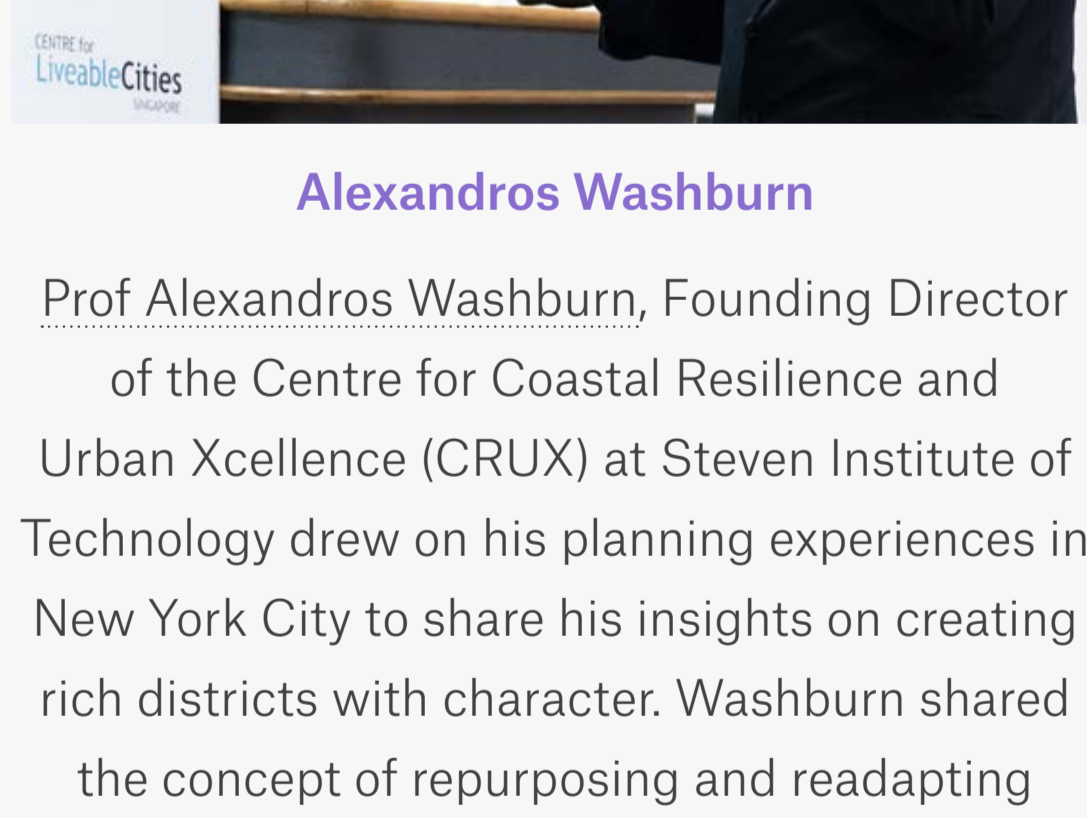 CENTRE for
LiveableCities
SINGAPORE
Alexandros Washburn
Prof Alexandros Washburn, Founding Director
of the Centre for Coastal Resilience and
Urban Xcellence (CRUX) at Steven Institute of
Technology drew on his planning experiences in
New York City to share his insights on creating
rich districts with character. Washburn shared
the concept of repurposing and readapting